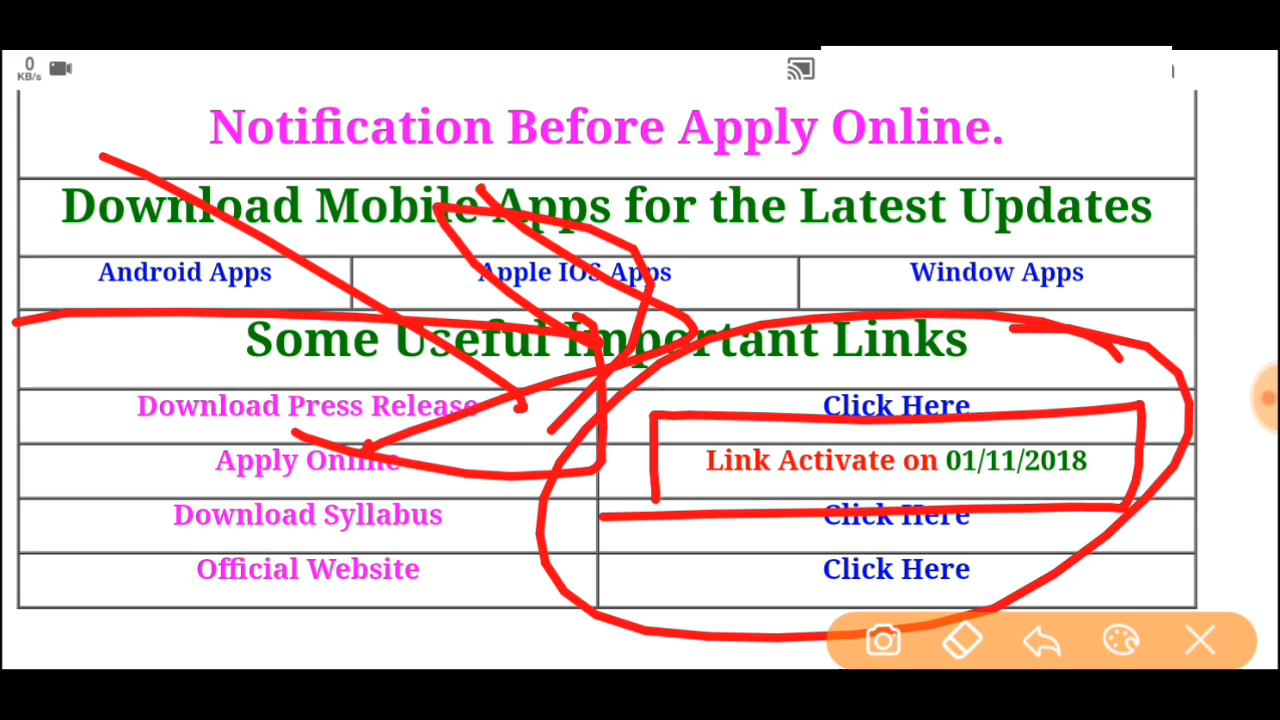 0
KB/s
Notification Before Apply Online.
Download Mobile Apps for the Latest Updates
Android Apps Apple IOS Apps Window Apps
Some Useful Important Links
Download Press Release Click Here
Apply Online Link Activate on 01/11/2018
Download Syllabus Click Here
Official Website Click Here